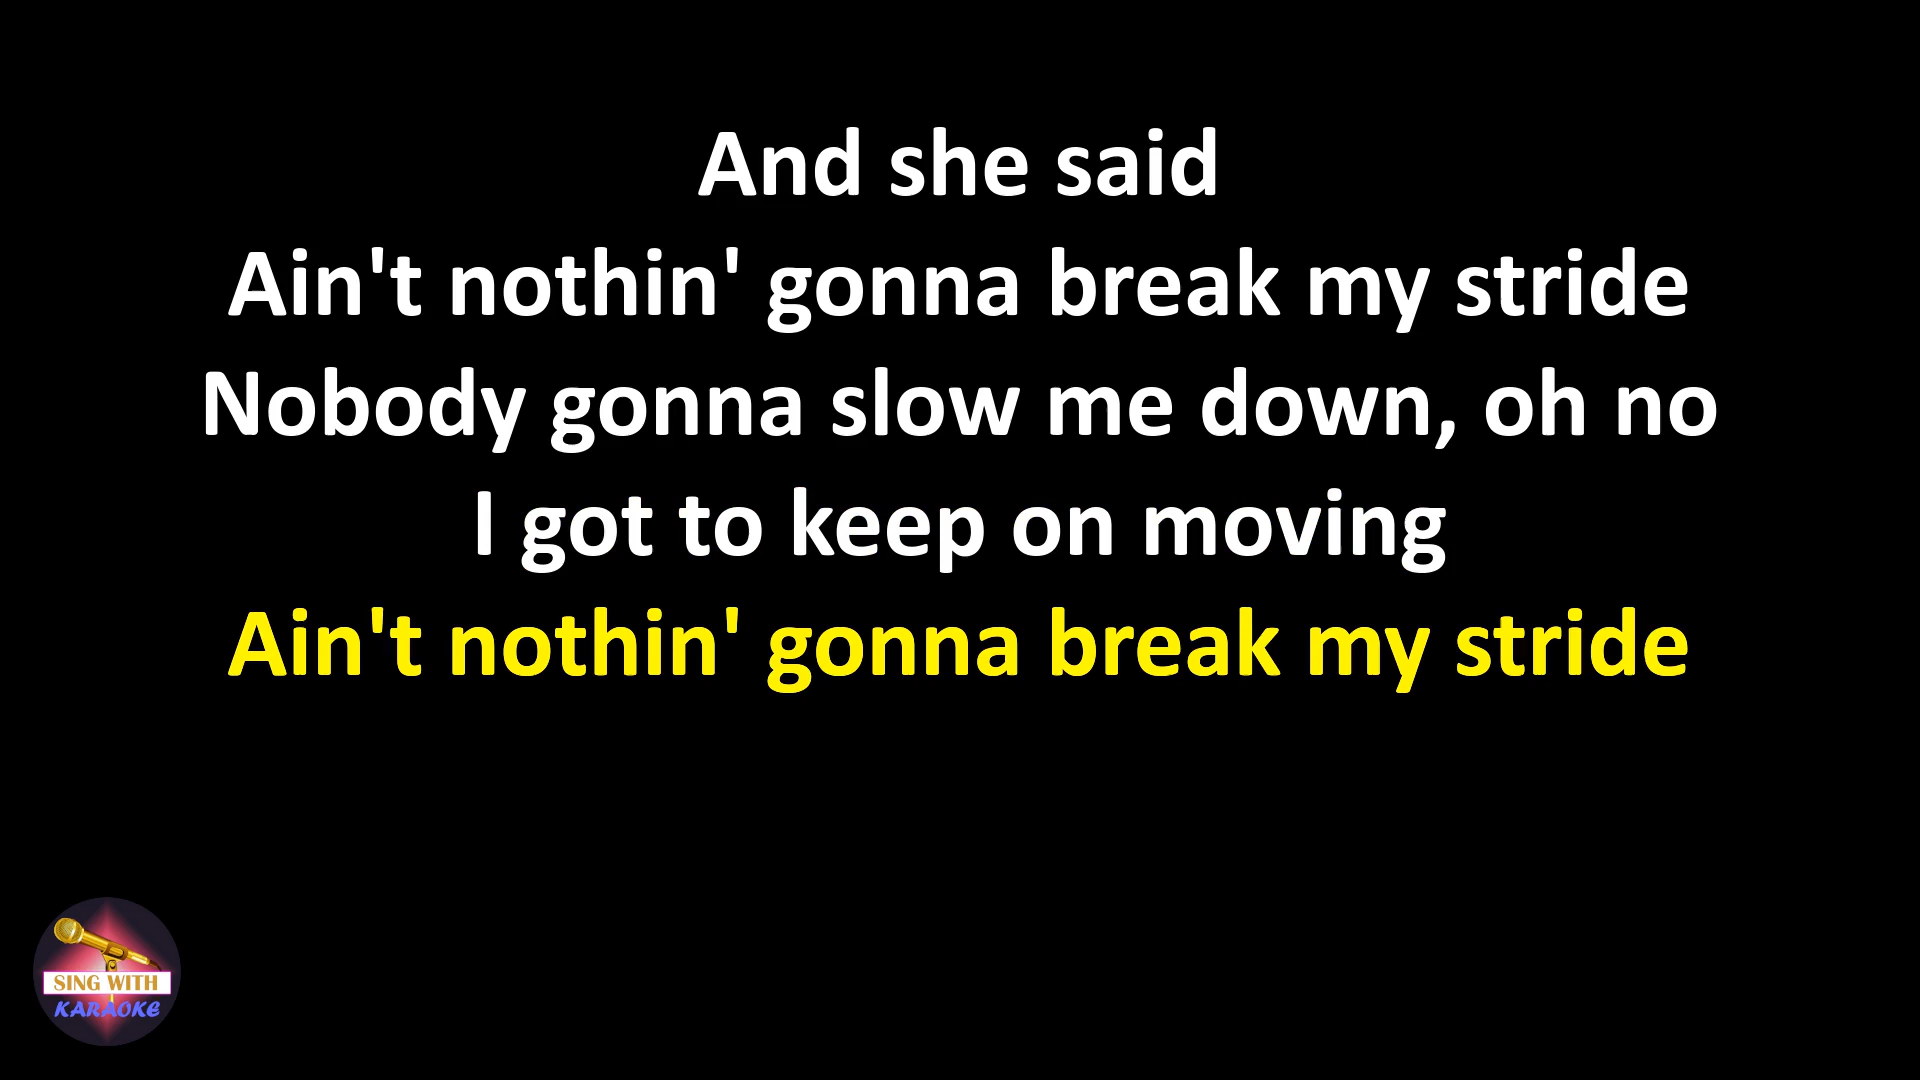 And she said
Ain't nothin' gonna break my stride
Nobody gonna slow me down, oh no
I got to keep on moving
Ain't nothin' gonna break my stride
SING WITH
KARAOKE